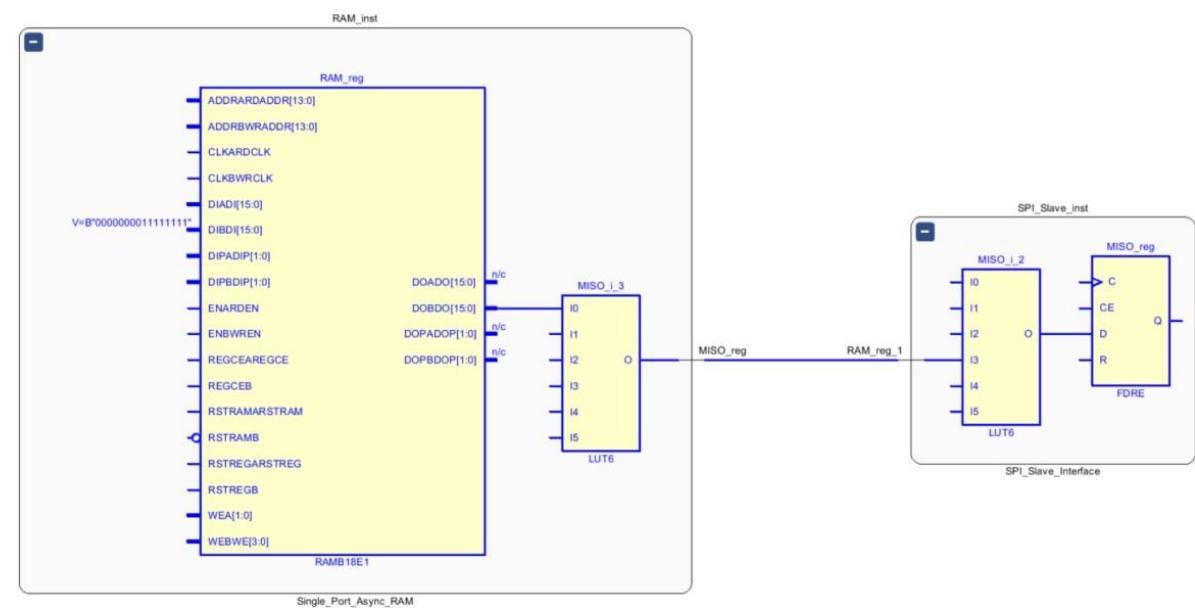 RAM_inst
RAM_reg
ADDRARDADDR[13:0]
ADDRBWRADDR[13:0]
CLKARDCLK
CLKBWRCLK
DIADI[15:0]
V=B"0000000011111111"
DIBDI[15:0]
DIPADIP[1:0]
DIPBDIP[1:0]
ENARDEN
ENBWREN
REGCEAREGCE
REGCEB
RSTRAMARSTRAM
RSTRAMB
RSTREGARSTREG
RSTREGB
WEA[1:0]
WEBWE[3:0]
DOADO[15:0]
n/c
DOBDO[15:0]
DOPADOP[1:0]
n/c
DOPBDOP[1:0]
n/c
RAMB18E1
MISO_i_3
I0
I1
I2
I3
I4
I5
O
LUT6
Single_Port_Async_RAM
MISO_reg
RAM_reg_1
SPI_Slave_inst
MISO_i_2
I0
I1
I2
I3
I4
I5
O
LUT6
MISO_reg
C
CE
D
R
Q
FDRE
SPI_Slave_Interface